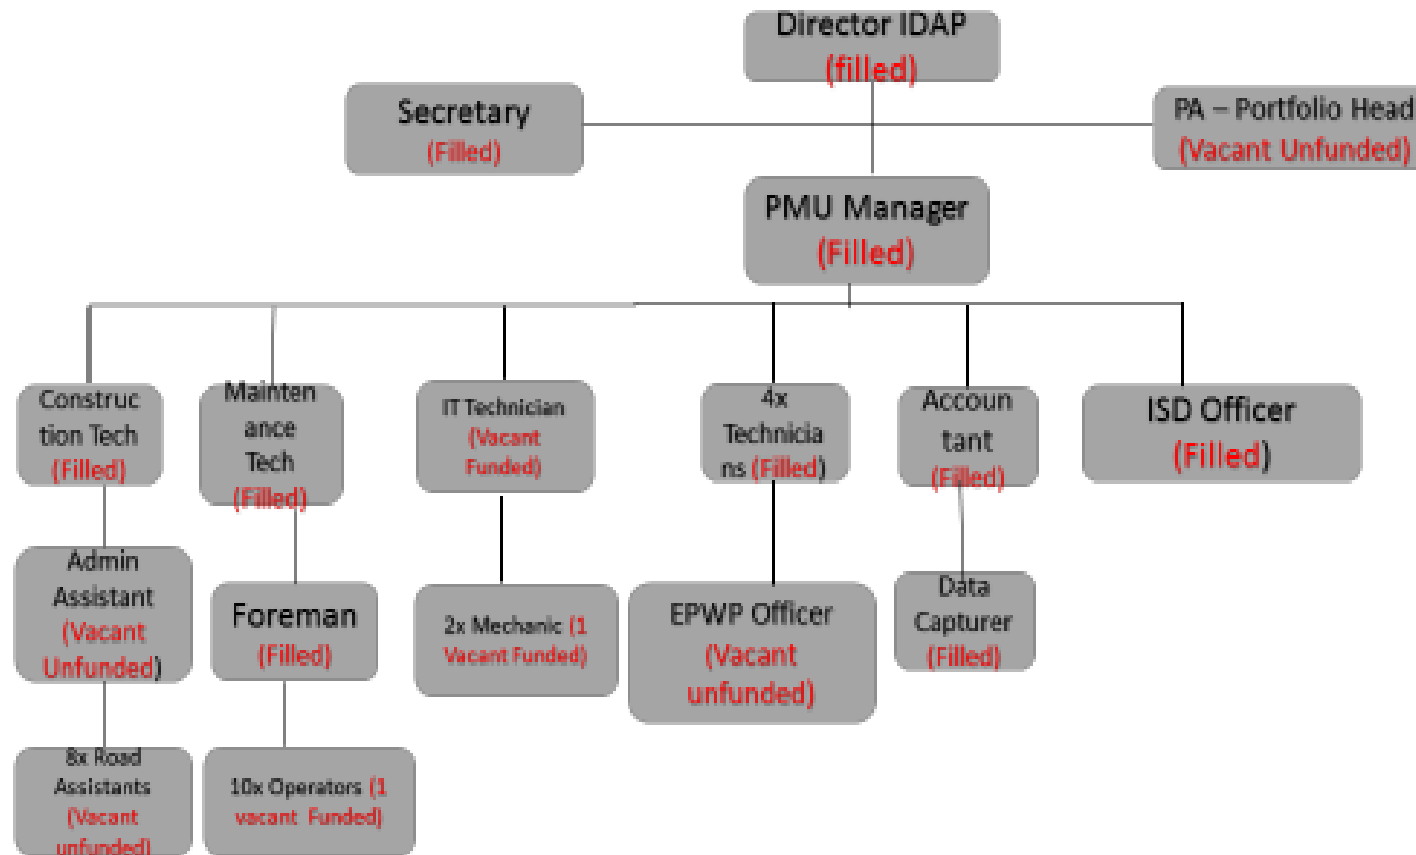 Director IDAP
(filled)
Secretary
(Filled)
PA – Portfolio Head
(Vacant Unfunded)
PMU Manager
(Filled)
Construc
tion Tech
(Filled)
Mainten
ance
Tech
(Filled)
IT Technician
(Vacant
Funded)
4x
Technicia
ns (Filled)
Accoun
tant
(Filled)
ISD Officer
(Filled)
Admin
Assistant
(Vacant
Unfunded)
Foreman
(Filled)
2x Mechanic (1
Vacant Funded)
EPWP Officer
(Vacant
unfunded)
Data
Capturer
(Filled)
8x Road
Assistants
(Vacant
unfunded)
10x Operators (1
vacant Funded)